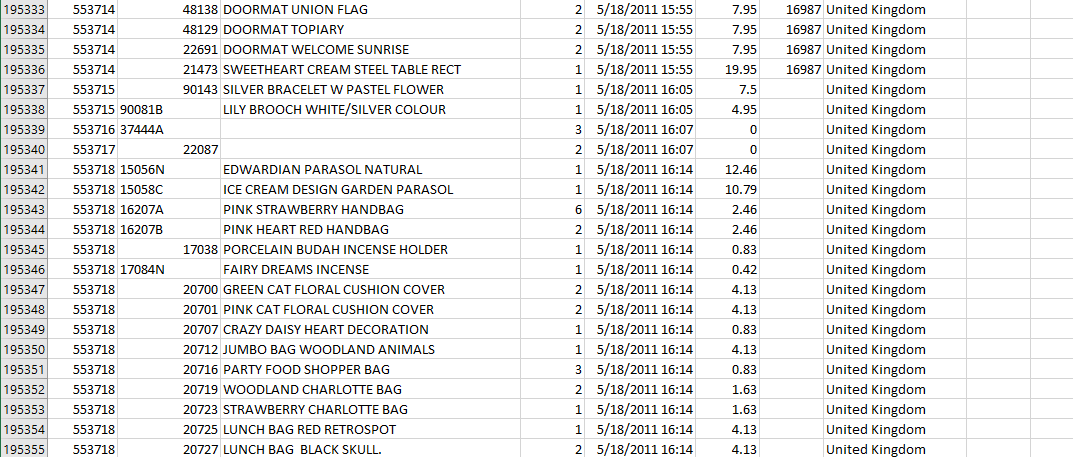 195333 553714 48138 DOORMAT UNION FLAG 2 5/18/2011 15:55 7.95 16987 United Kingdom
195334 553714 48129 DOORMAT TOPIARY 2 5/18/2011 15:55 7.95 16987 United Kingdom
195335 553714 22691 DOORMAT WELCOME SUNRISE 2 5/18/2011 15:55 7.95 16987 United Kingdom
195336 553714 21473 SWEETHEART CREAM STEEL TABLE RECT 1 5/18/2011 15:55 19.95 16987 United Kingdom
195337 553715 90143 SILVER BRACELET W PASTEL FLOWER 1 5/18/2011 16:05 7.5 United Kingdom
195338 553715 90081B LILY BROOCH WHITE/SILVER COLOUR 1 5/18/2011 16:05 4.95 United Kingdom
195339 553716 37444A 3 5/18/2011 16:07 0 United Kingdom
195340 553717 22087 2 5/18/2011 16:07 0 United Kingdom
195341 553718 15056N EDWARDIAN PARASOL NATURAL 1 5/18/2011 16:14 12.46 United Kingdom
195342 553718 15058C ICE CREAM DESIGN GARDEN PARASOL 1 5/18/2011 16:14 10.79 United Kingdom
195343 553718 16207A PINK STRAWBERRY HANDBAG 6 5/18/2011 16:14 2.46 United Kingdom
195344 553718 16207B PINK HEART RED HANDBAG 2 5/18/2011 16:14 2.46 United Kingdom
195345 553718 17038 PORCELAIN BUDAH INCENSE HOLDER 1 5/18/2011 16:14 0.83 United Kingdom
195346 553718 17084N FAIRY DREAMS INCENSE 1 5/18/2011 16:14 0.42 United Kingdom
195347 553718 20700 GREEN CAT FLORAL CUSHION COVER 2 5/18/2011 16:14 4.13 United Kingdom
195348 553718 20701 PINK CAT FLORAL CUSHION COVER 2 5/18/2011 16:14 4.13 United Kingdom
195349 553718 20707 CRAZY DAISY HEART DECORATION 1 5/18/2011 16:14 0.83 United Kingdom
195350 553718 20712 JUMBO BAG WOODLAND ANIMALS 1 5/18/2011 16:14 4.13 United Kingdom
195351 553718 20716 PARTY FOOD SHOPPER BAG 3 5/18/2011 16:14 0.83 United Kingdom
195352 553718 20719 WOODLAND CHARLOTTE BAG 2 5/18/2011 16:14 1.63 United Kingdom
195353 553718 20723 STRAWBERRY CHARLOTTE BAG 1 5/18/2011 16:14 1.63 United Kingdom
195354 553718 20725 LUNCH BAG RED RETROSPOT 1 5/18/2011 16:14 4.13 United Kingdom
195355 553718 20727 LUNCH BAG  BLACK SKULL. 2 5/18/2011 16:14 4.13 United Kingdom